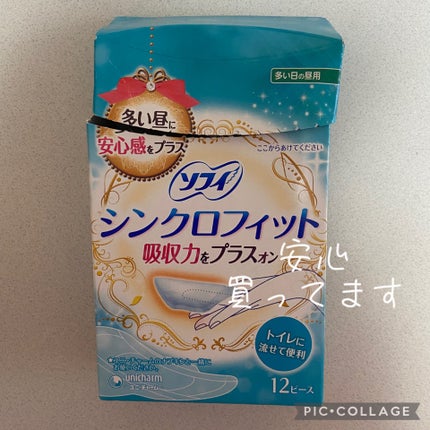 多い日の昼用
多い昼に
安心感をプラス
ここからあけてください
ソフィ
シンクロフィット
吸収力をプラスオン
安心
買ってます
トイレに
流せて便利
unicharm
ユニ・チャーム
12ピース
PIC•COLLAGE